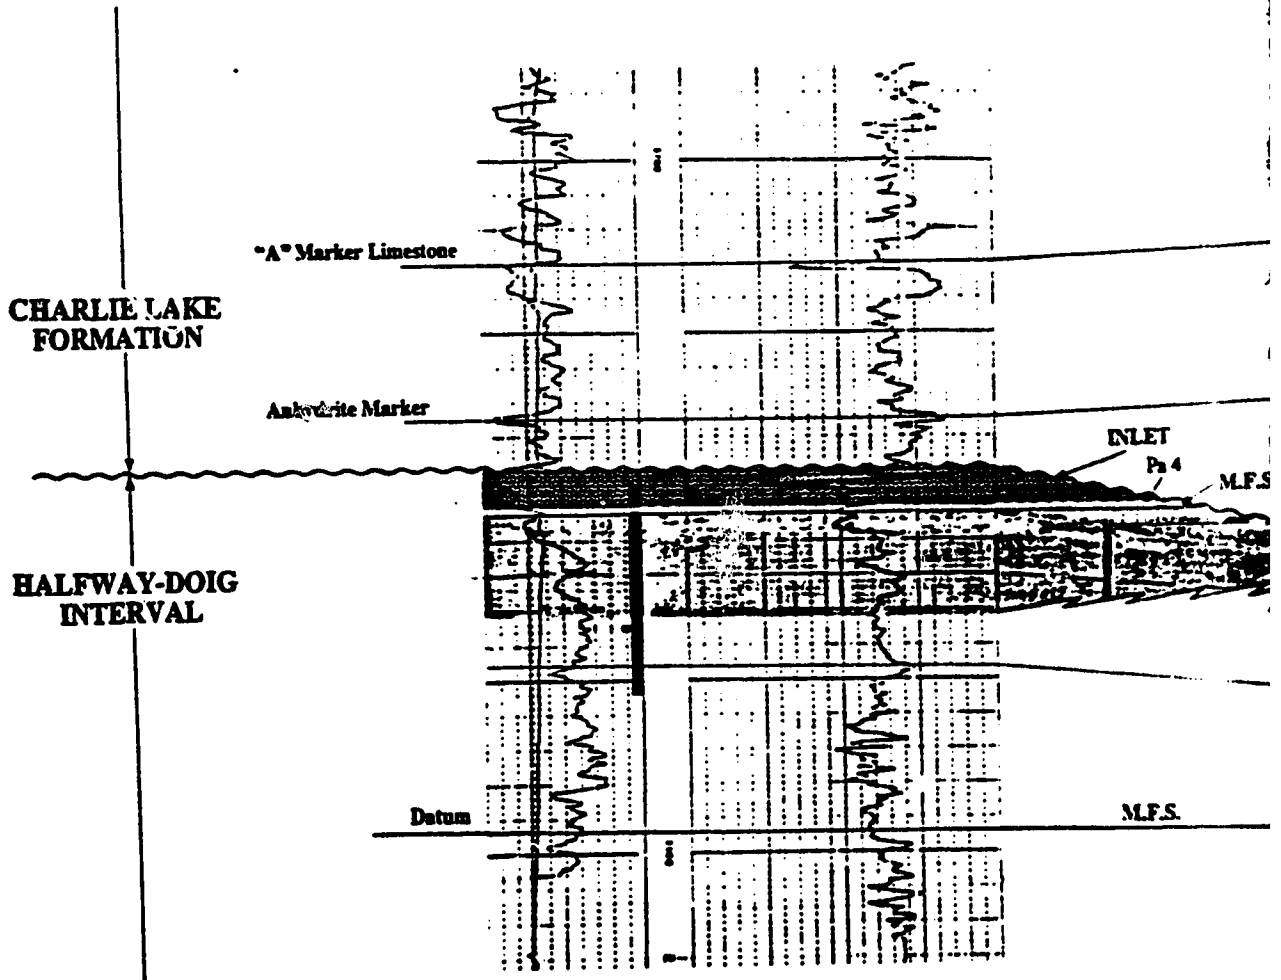 "A" Marker Limestone
CHARLIE LAKE
FORMATION
Anhydrite Marker
INLET
Pa 4
M.F.S
HALFWAY-DOIG
INTERVAL
Datum
M.F.S.